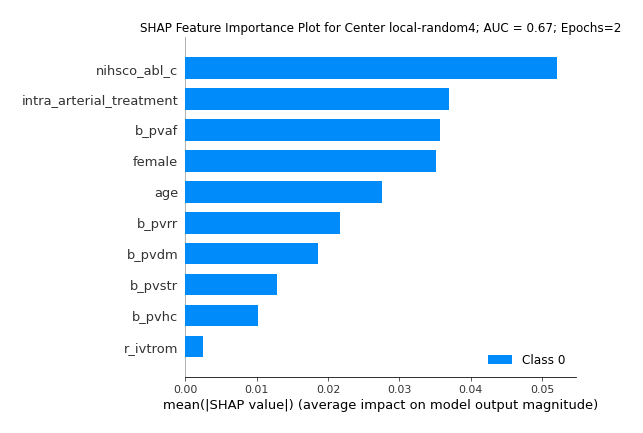 SHAP Feature Importance Plot for Center local-random4; AUC = 0.67; Epochs=2
nihsco_abl_c
intra_arterial_treatment
b_pvaf
female
age
b_pvrr
b_pvdm
b_pvstr
b_pvhc
r_ivtrom
Class 0
0.00 0.01 0.02 0.03 0.04 0.05
mean(|SHAP value|) (average impact on model output magnitude)